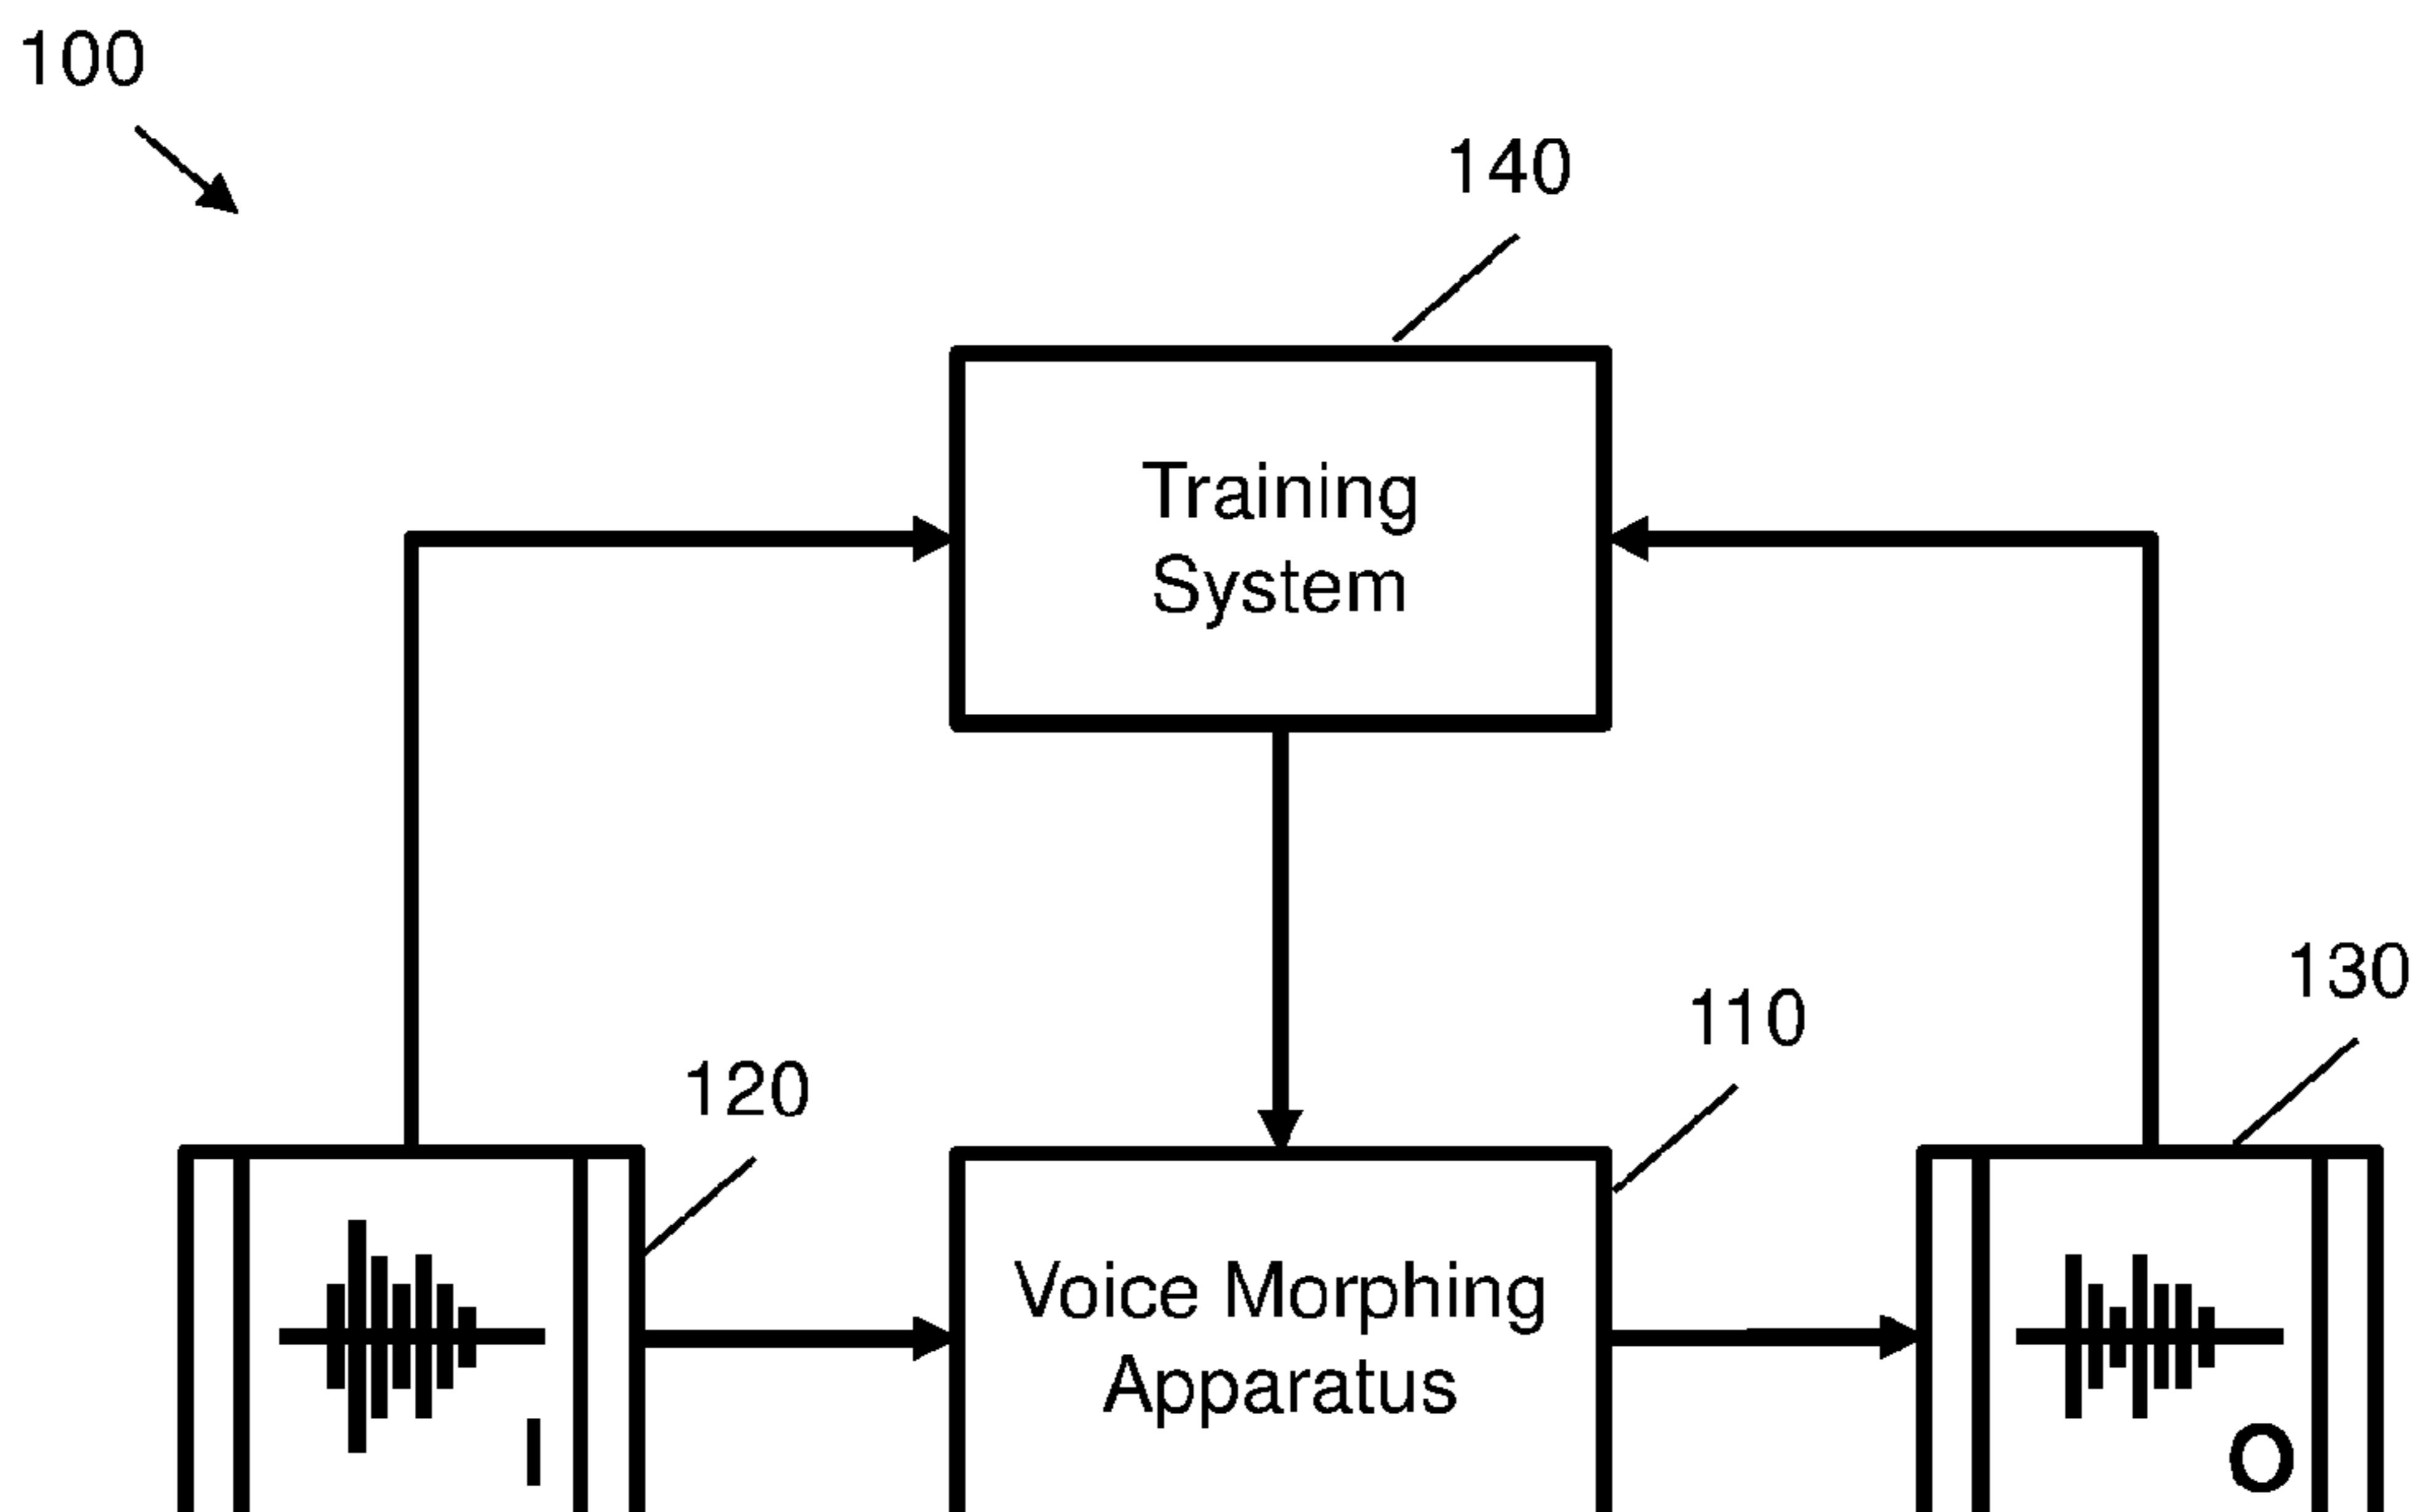 100
140
Training
System
130
110
120
Voice Morphing
Apparatus
I
O